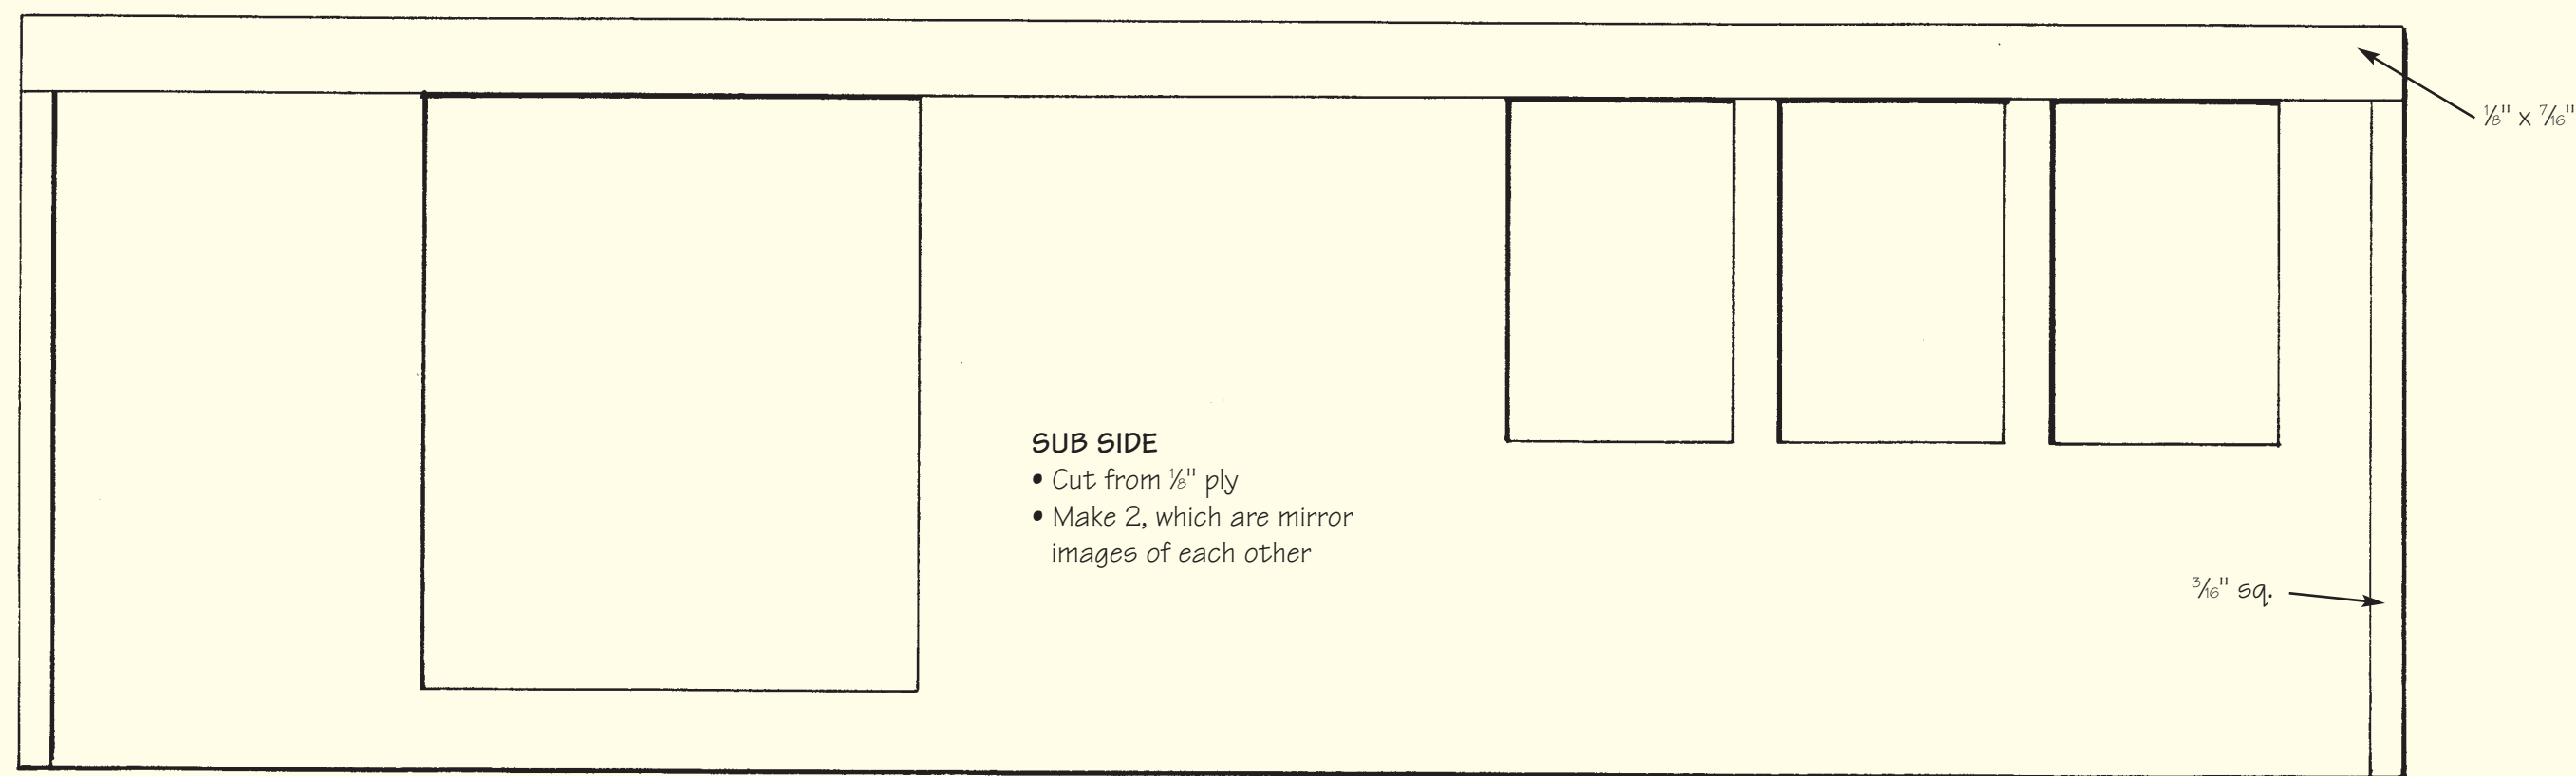 ⅛" x ⁷⁄₁₆"
SUB SIDE
• Cut from ⅛" ply
• Make 2, which are mirror
images of each other
³⁄₁₆" sq.